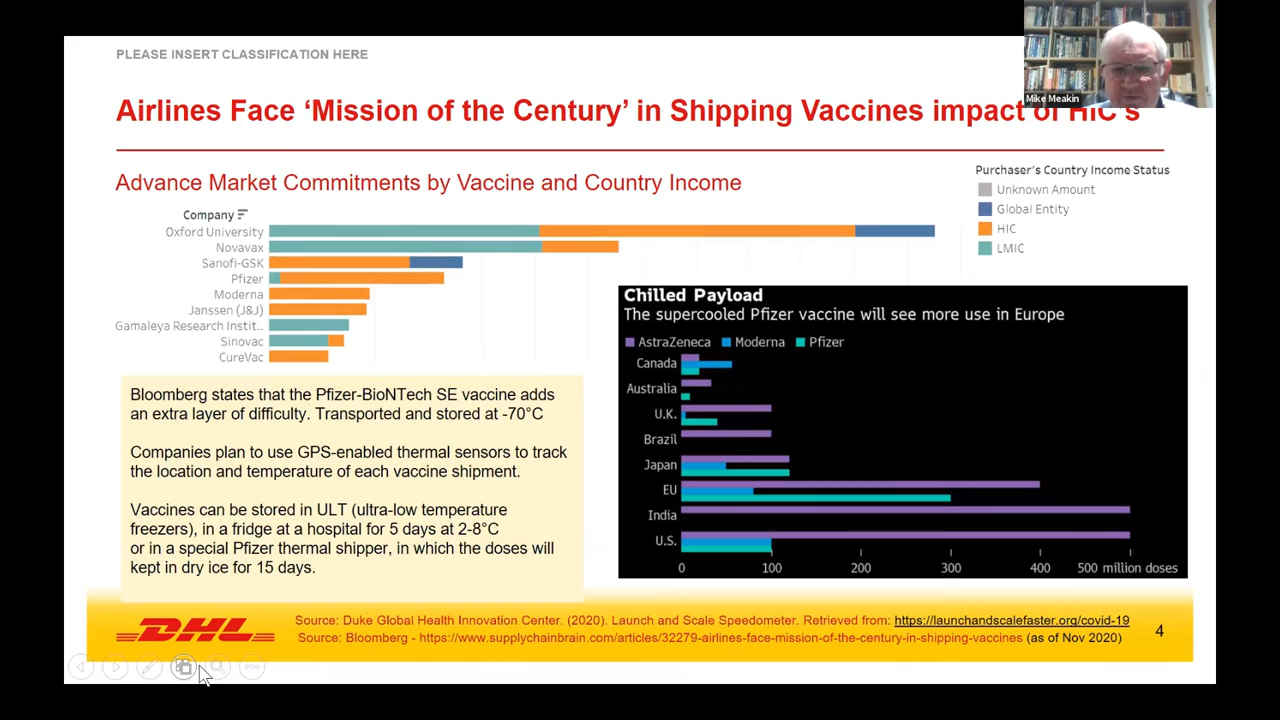 PLEASE INSERT CLASSIFICATION HERE
Mike Meakin
Airlines Face ‘Mission of the Century’ in Shipping Vaccines impact of HIC’s
Advance Market Commitments by Vaccine and Country Income
Purchaser's Country Income Status
Unknown Amount
Global Entity
HIC
LMIC
Company
Oxford University
Novavax
Sanofi-GSK
Pfizer
Moderna
Janssen (J&J)
Gamaleya Research Instit..
Sinovac
CureVac
Chilled Payload
The supercooled Pfizer vaccine will see more use in Europe
AstraZeneca Moderna Pfizer
Canada
Australia
U.K.
Brazil
Japan
EU
India
U.S.
0 100 200 300 400 500 million doses
Bloomberg states that the Pfizer-BioNTech SE vaccine adds
an extra layer of difficulty. Transported and stored at -70°C
Companies plan to use GPS-enabled thermal sensors to track
the location and temperature of each vaccine shipment.
Vaccines can be stored in ULT (ultra-low temperature
freezers), in a fridge at a hospital for 5 days at 2-8°C
or in a special Pfizer thermal shipper, in which the doses will
kept in dry ice for 15 days.
DHL
Source: Duke Global Health Innovation Center. (2020). Launch and Scale Speedometer. Retrieved from: https://launchandscalefaster.org/covid-19
Source: Bloomberg - https://www.supplychainbrain.com/articles/32279-airlines-face-mission-of-the-century-in-shipping-vaccines (as of Nov 2020)
4